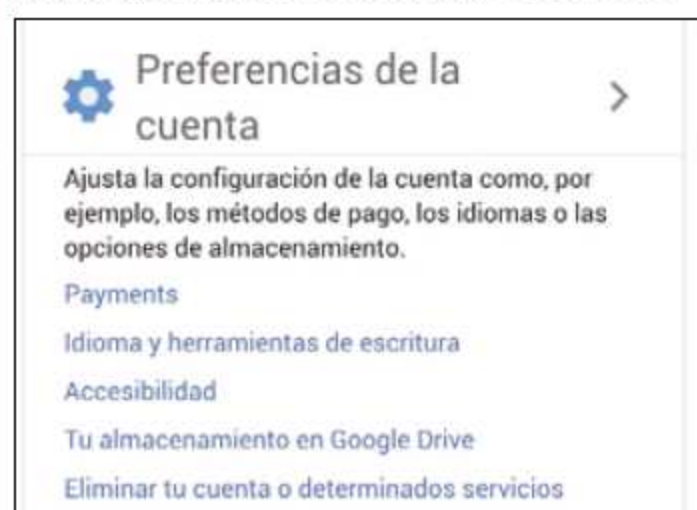 Preferencias de la
cuenta
Ajusta la configuración de la cuenta como, por
ejemplo, los métodos de pago, los idiomas o las
opciones de almacenamiento.
Payments
Idioma y herramientas de escritura
Accesibilidad
Tu almacenamiento en Google Drive
Eliminar tu cuenta o determinados servicios